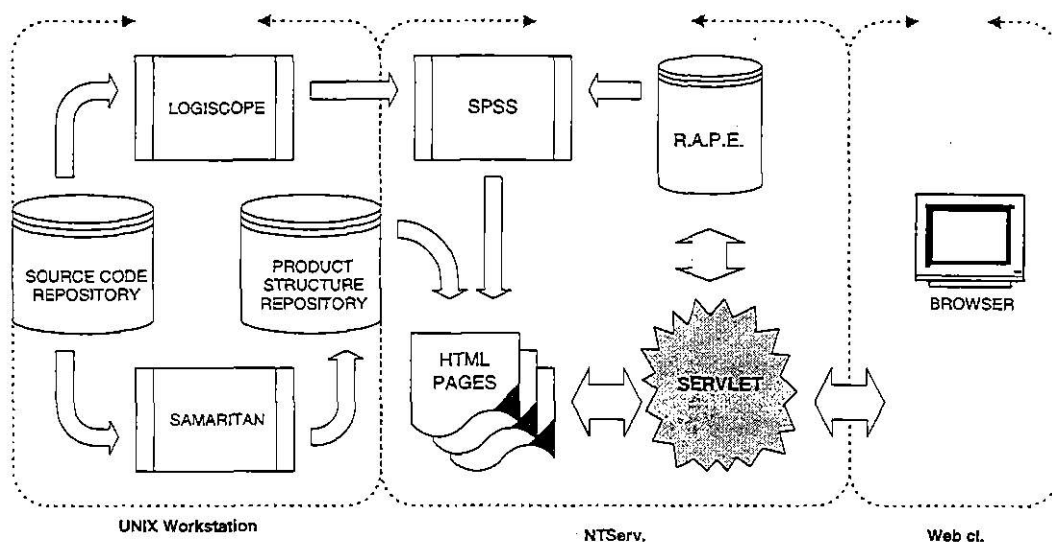 LOGISCOPE
SPSS
R.A.P.E.
SOURCE CODE
REPOSITORY
PRODUCT
STRUCTURE
REPOSITORY
BROWSER
HTML
PAGES
SERVLET
SAMARITAN
UNIX Workstation
NTServ.
Web cl.